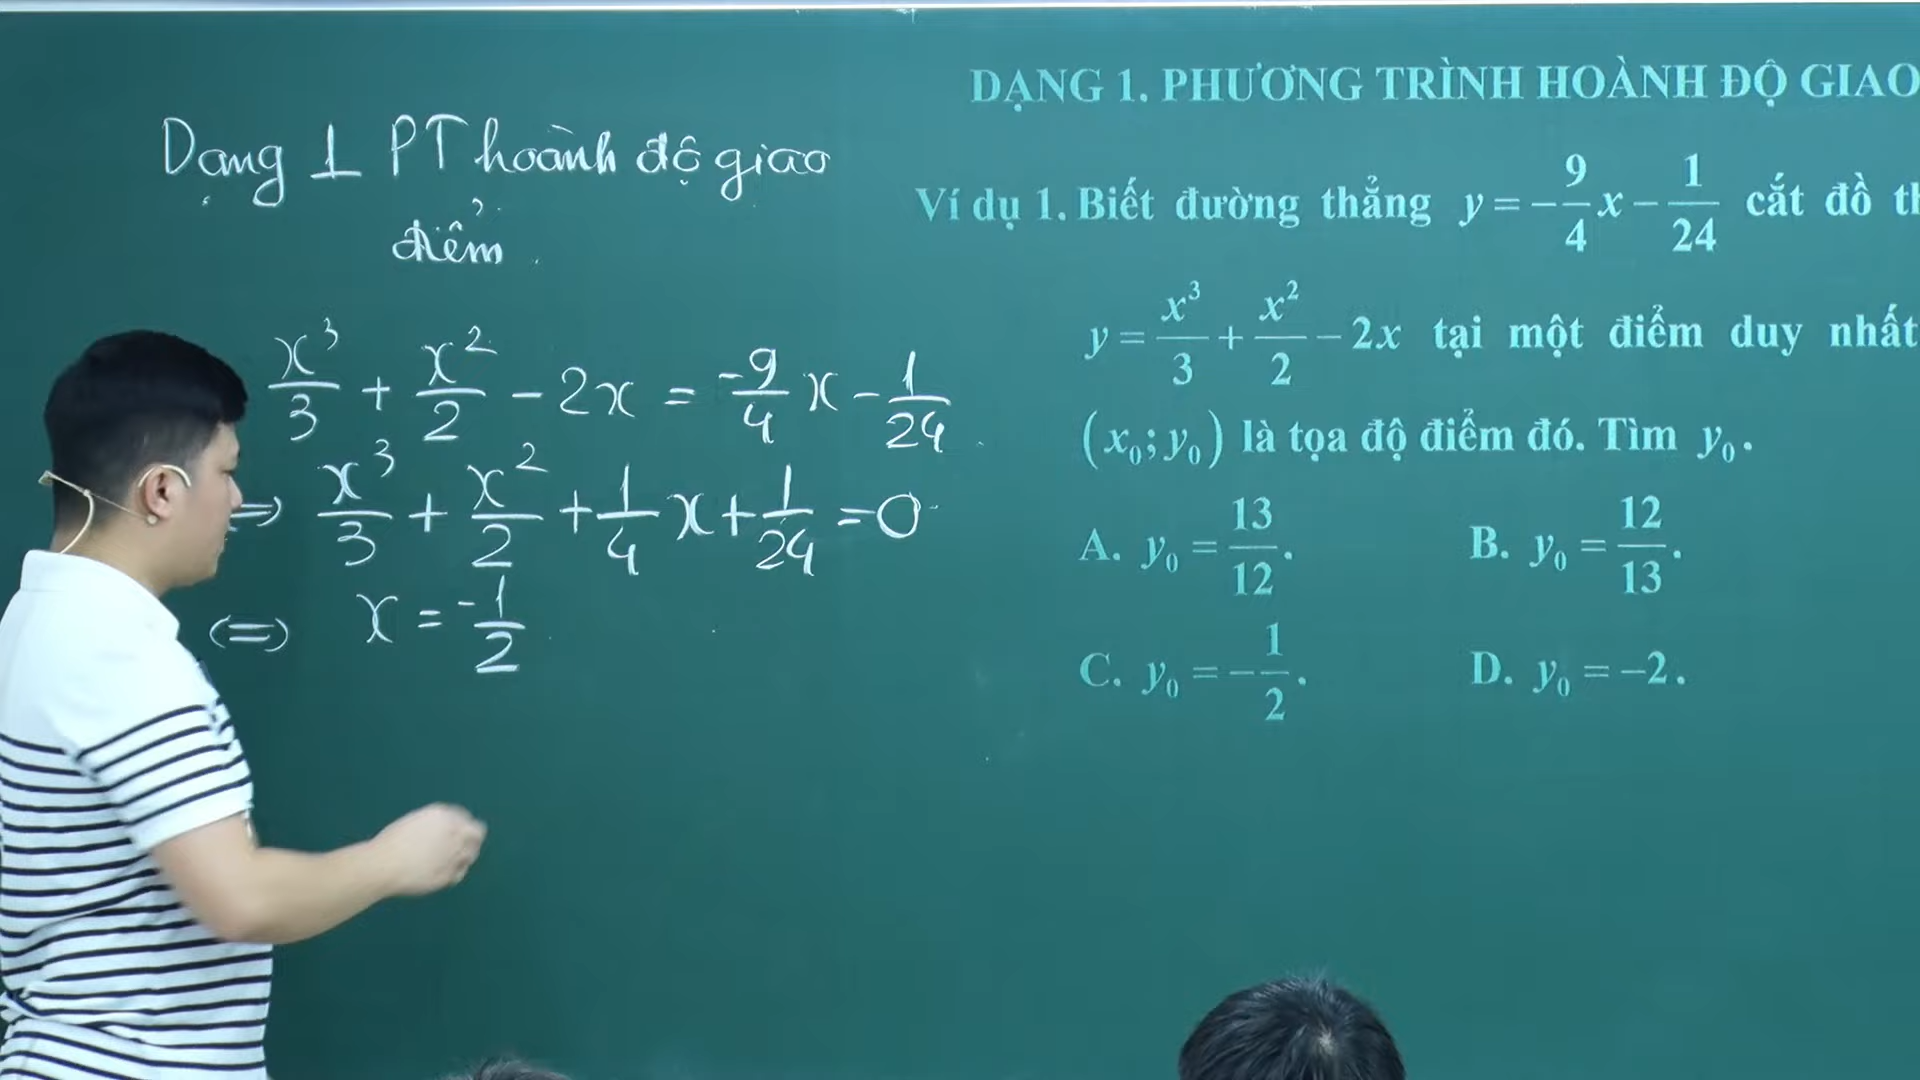 Dạng 1 PT hoành độ giao
điểm.
x³/3 + x²/2 - 2x = -9/4 x - 1/24
⇒ x³/3 + x²/2 + 1/4 x + 1/24 = 0
(=) x = -1/2
DẠNG 1. PHƯƠNG TRÌNH HOÀNH ĐỘ GIAO
Ví dụ 1. Biết đường thẳng y = -9/4 x - 1/24 cắt đồ
y = x³/3 + x²/2 - 2x tại một điểm duy nhất
(x₀; y₀) là tọa độ điểm đó. Tìm y₀.
A. y₀ = 13/12. B. y₀ = 12/13.
C. y₀ = -1/2. D. y₀ = -2.